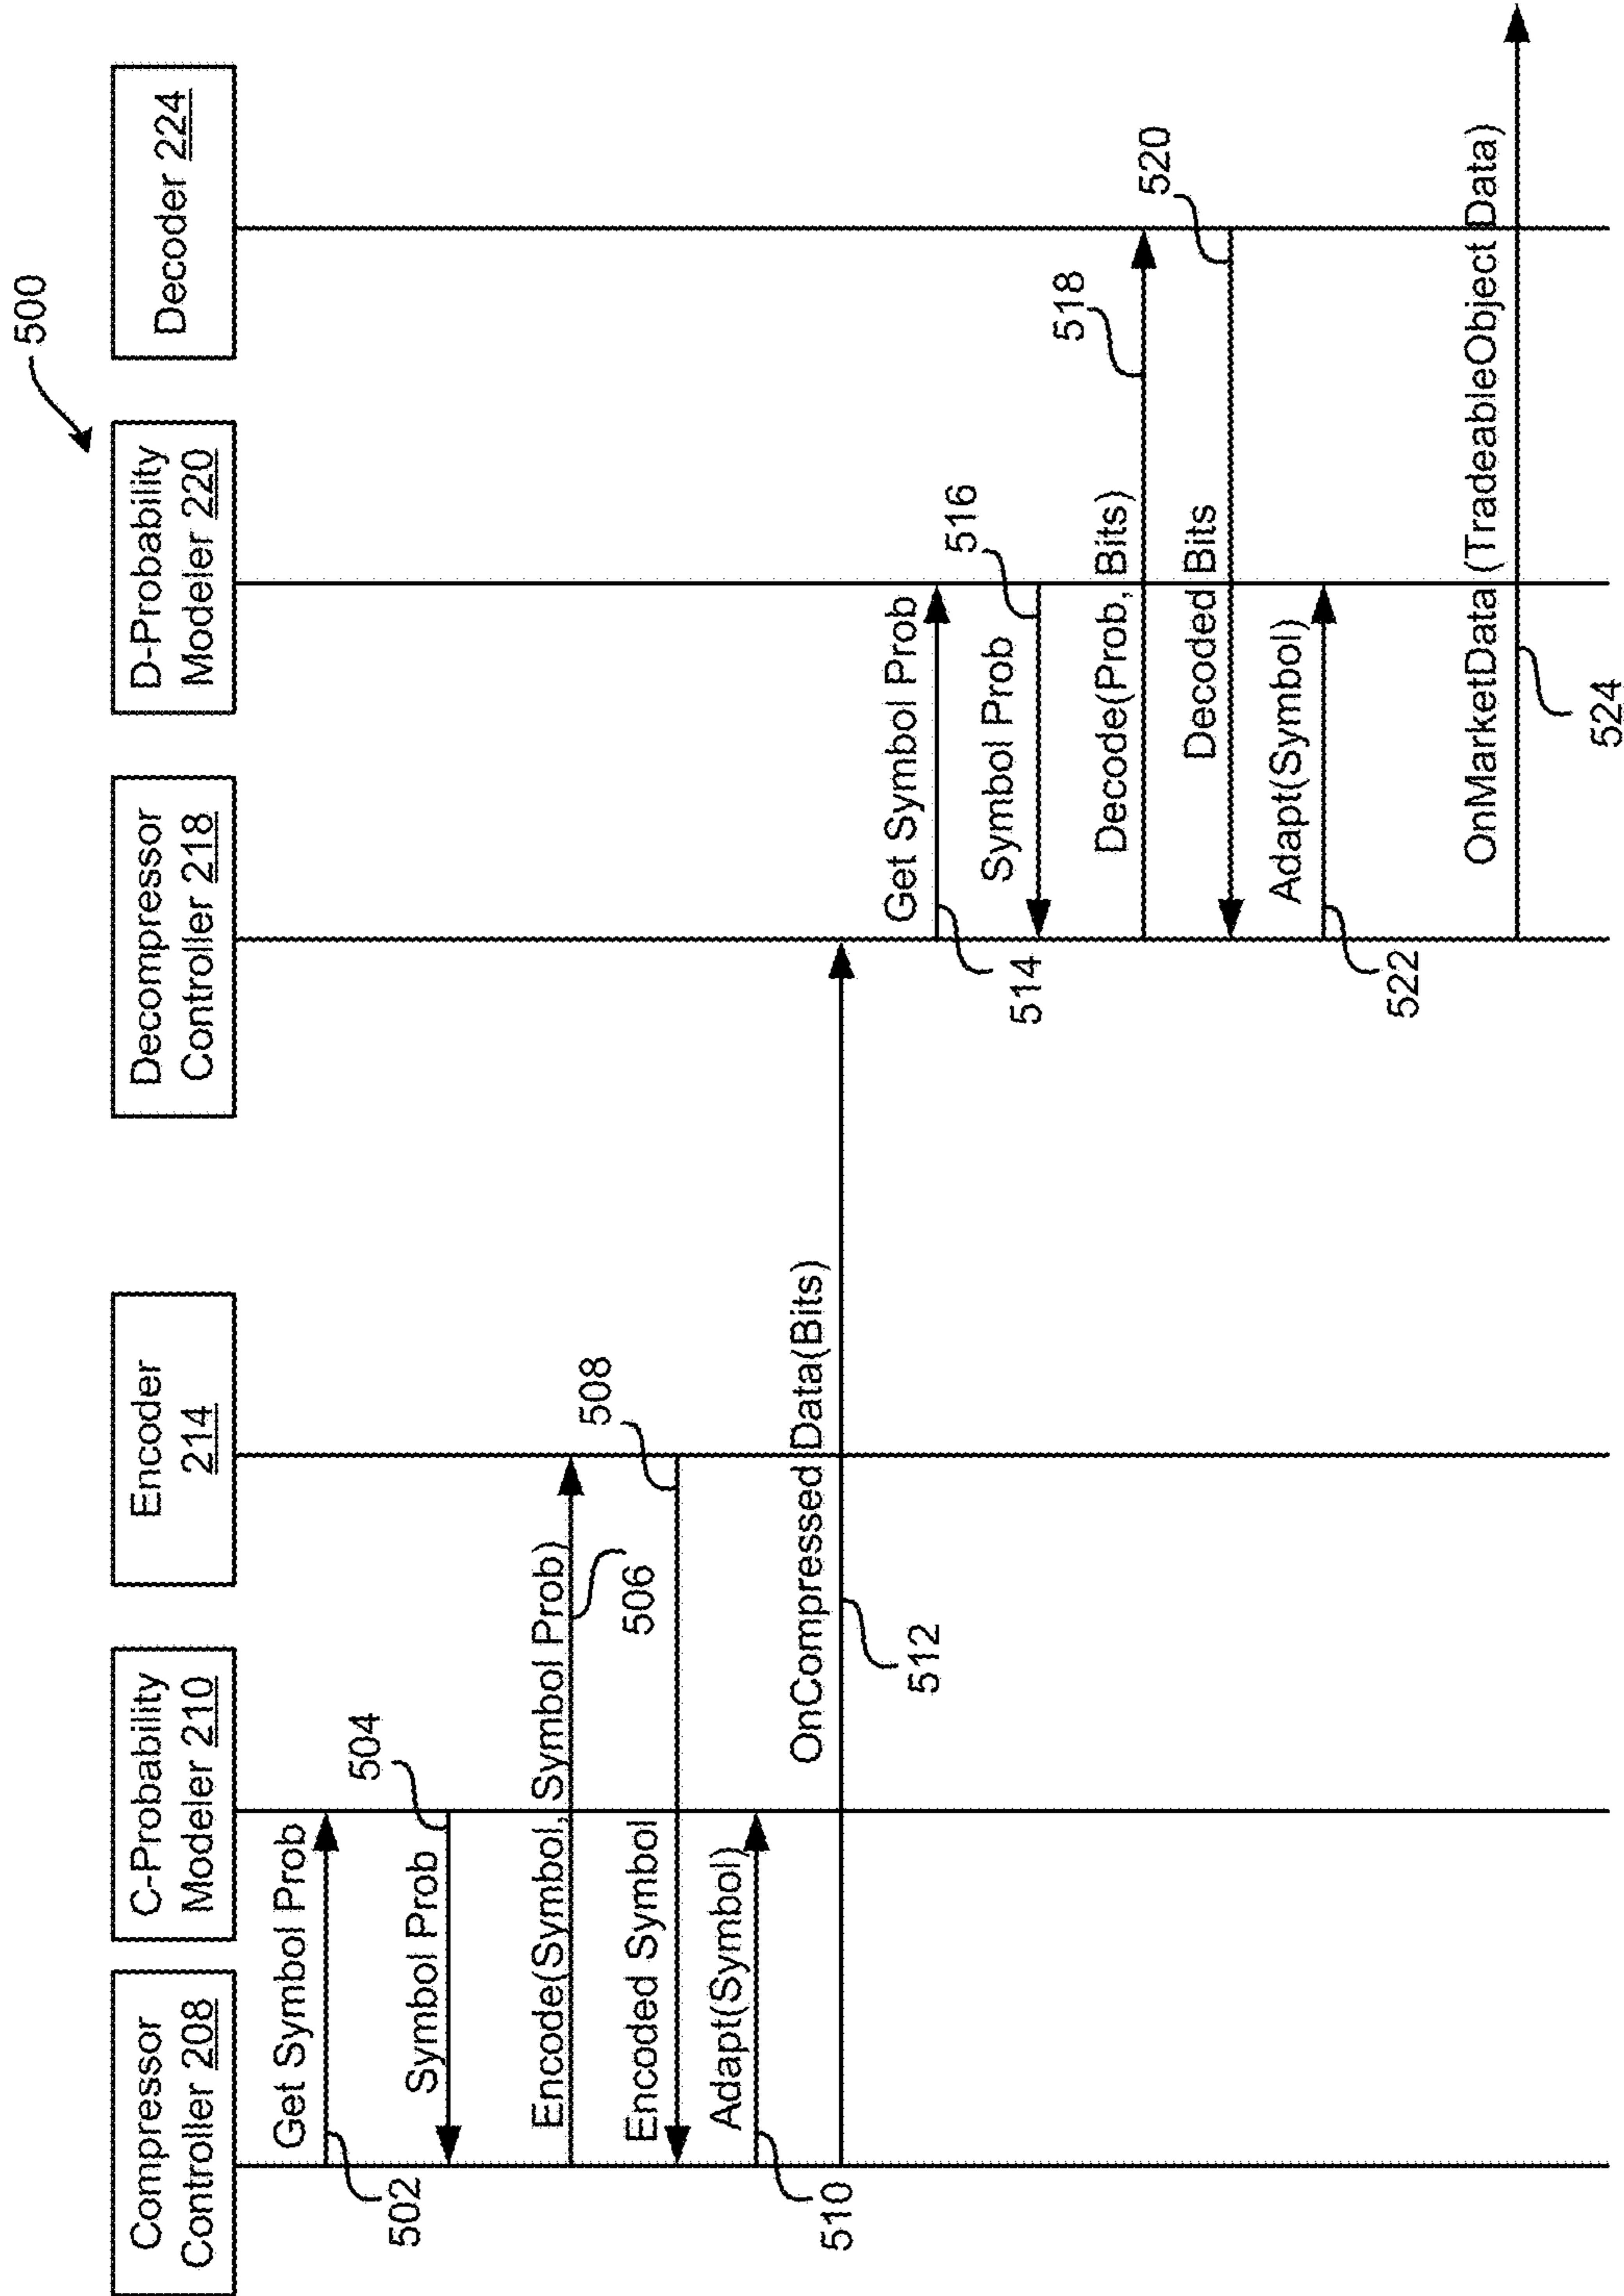 500
Compressor
Controller 208
C-Probability
Modeler 210
Encoder
214
Decompressor
Controller 218
D-Probability
Modeler 220
Decoder 224
Get Symbol Prob
502
Symbol Prob
504
Encode(Symbol, Symbol Prob)
506
Encoded Symbol
508
Adapt(Symbol)
510
OnCompressed Data(Bits)
512
Get Symbol Prob
514
Symbol Prob
516
Decode(Prob, Bits)
518
Decoded Bits
520
Adapt(Symbol)
522
OnMarketData (TradeableObject Data)
524